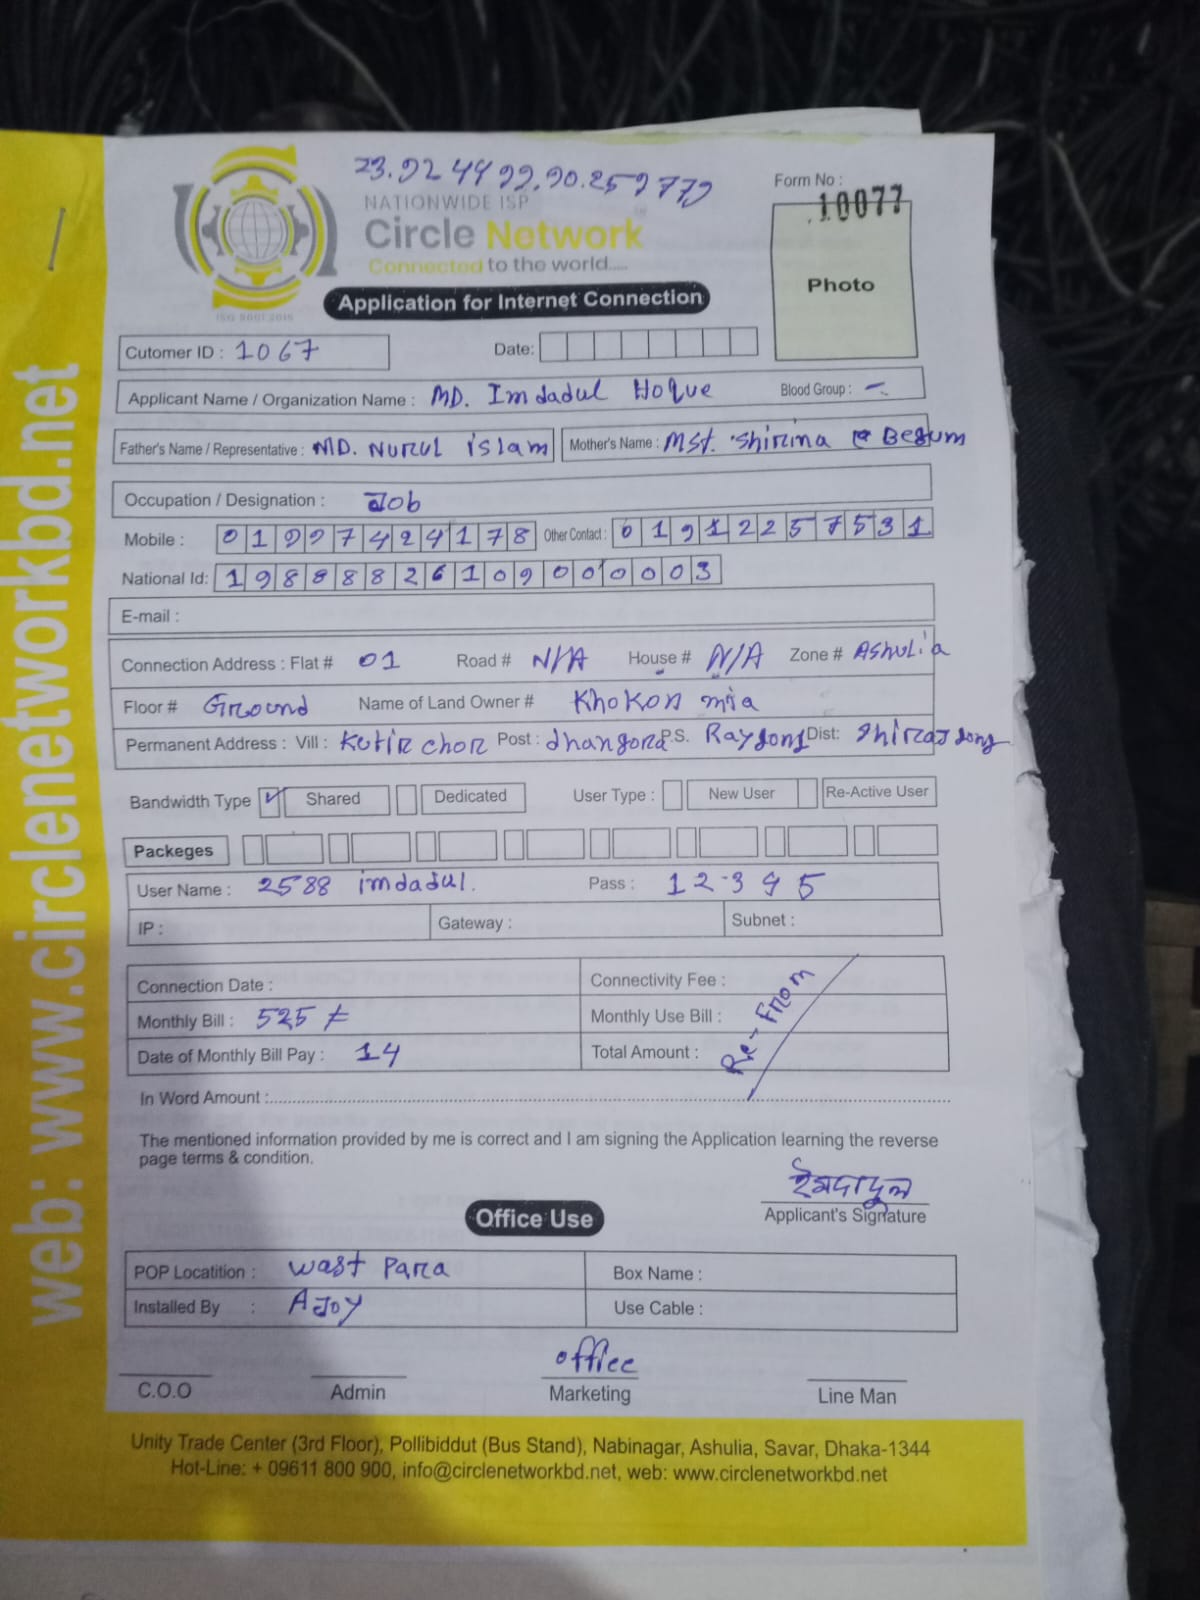 NATIONWIDE ISP
Form No :
10077
Circle Network
Connected to the world.....
Photo
ISO 9001:2015
Application for Internet Connection
Cutomer ID : 1067 Date:
Applicant Name / Organization Name : MD. Imdadul Hoque Blood Group : -
Father's Name / Representative : MD. NURUL islam Mother's Name : Mst. Shirina Begum
Occupation / Designation : Job
Mobile : 01997424178 Other Contact : 01912257531
National Id: 19888826109000003
E-mail :
Connection Address : Flat # 01 Road # N/A House # N/A Zone # Ashulia
Floor # Ground Name of Land Owner # Khokon mia
Permanent Address : Vill : Kutir chor Post : dhangora P.S. Raygong Dist: Shirajgong
Bandwidth Type ✓ Shared Dedicated User Type : New User Re-Active User
Packeges
User Name : 2588 imdadul. Pass : 12345
IP : Gateway : Subnet :
Connection Date : Connectivity Fee :
Monthly Bill : 525 Monthly Use Bill :
Date of Monthly Bill Pay : 14 Total Amount :
Re-From
In Word Amount :
The mentioned information provided by me is correct and I am signing the Application learning the reverse
page terms & condition.
ইমদাদুল
Applicant's Signature
Office Use
POP Locatition : wast Para Box Name :
Installed By : AJOY Use Cable :
office
C.O.O Admin Marketing Line Man
Unity Trade Center (3rd Floor), Pollibiddut (Bus Stand), Nabinagar, Ashulia, Savar, Dhaka-1344
Hot-Line: + 09611 800 900, info@circlenetworkbd.net, web: www.circlenetworkbd.net
web: www.circlenetworkbd.net